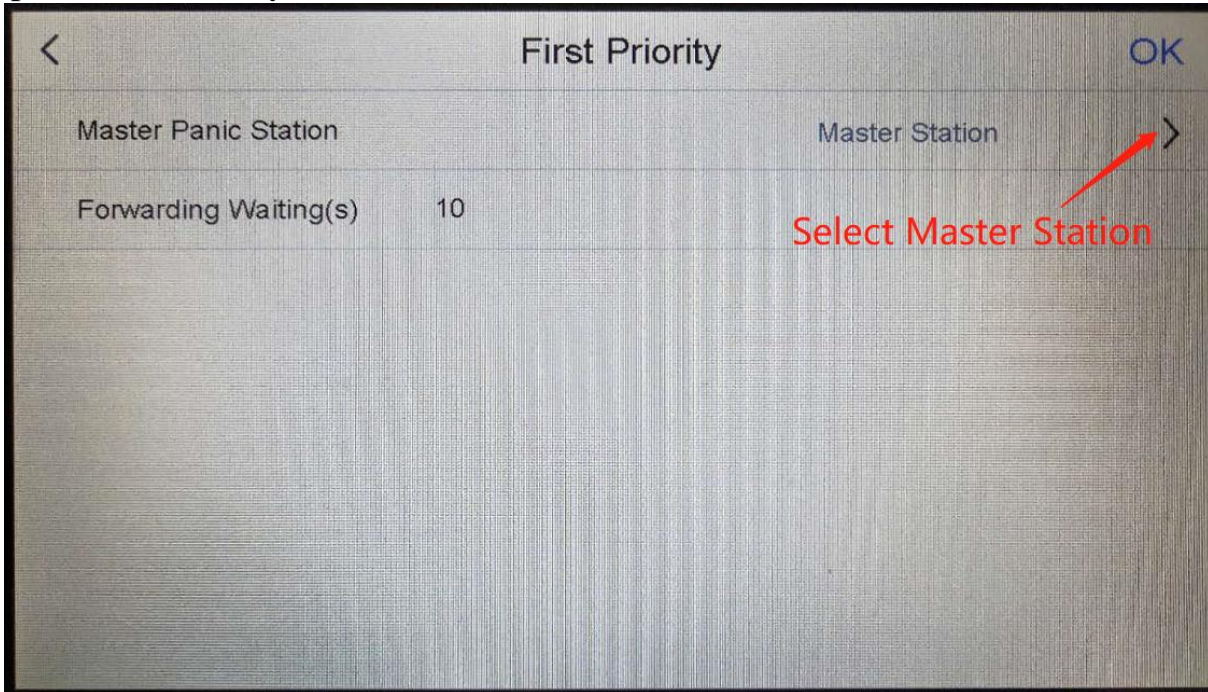 First Priority
OK
Master Panic Station
Master Station
Forwarding Waiting(s)
10
Select Master Station